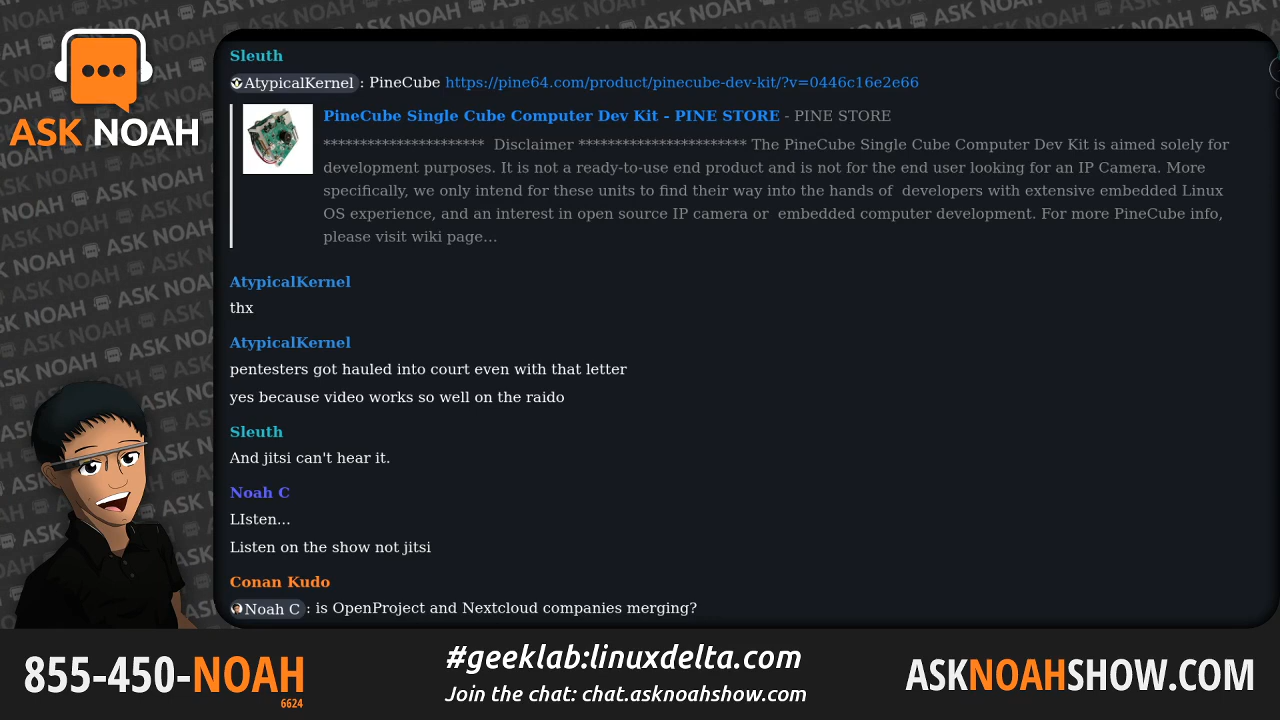 ASK NOAH
Sleuth
AtypicalKernel : PineCube https://pine64.com/product/pinecube-dev-kit/?v=0446c16e2e66
PineCube Single Cube Computer Dev Kit - PINE STORE - PINE STORE
********************** Disclaimer *********************** The PineCube Single Cube Computer Dev Kit is aimed solely for
development purposes. It is not a ready-to-use end product and is not for the end user looking for an IP Camera. More
specifically, we only intend for these units to find their way into the hands of developers with extensive embedded Linux
OS experience, and an interest in open source IP camera or embedded computer development. For more PineCube info,
please visit wiki page...
AtypicalKernel
thx
AtypicalKernel
pentesters got hauled into court even with that letter
yes because video works so well on the raido
Sleuth
And jitsi can't hear it.
Noah C
LIsten...
Listen on the show not jitsi
Conan Kudo
Noah C : is OpenProject and Nextcloud companies merging?
855-450-NOAH
6624
#geeklab:linuxdelta.com
Join the chat: chat.asknoahshow.com
ASKNOAHSHOW.COM